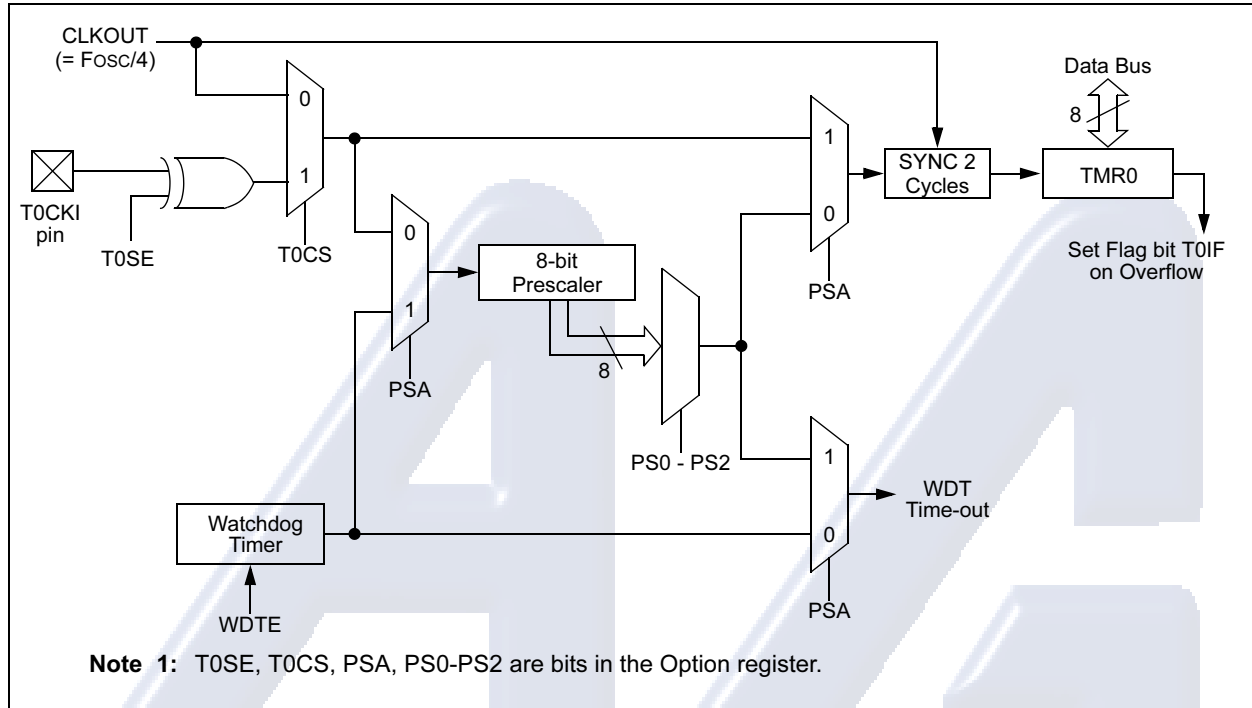 CLKOUT
(= FOSC/4)
Data Bus
0
8
1
SYNC 2
Cycles
TMR0
1
T0CKI
pin
0
T0SE
T0CS
0
8-bit
Prescaler
Set Flag bit T0IF
on Overflow
PSA
1
8
PSA
PS0 - PS2
1
WDT
Time-out
Watchdog
Timer
0
PSA
WDTE
Note 1: T0SE, T0CS, PSA, PS0-PS2 are bits in the Option register.